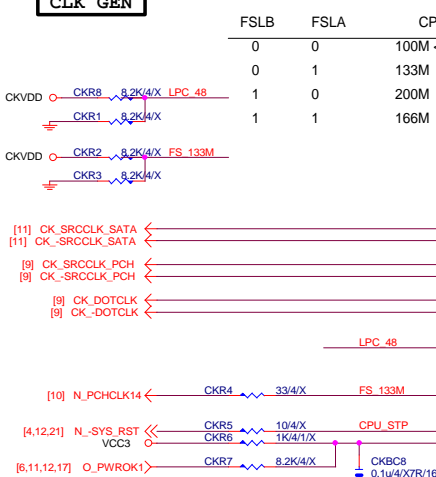 CLK GEN
FSLB FSLA CP
0 0 100M
0 1 133M
1 0 200M
1 1 166M
CKVDD CKR8 8.2K/4/X LPC_48
CKR1 8.2K/4/X
CKVDD CKR2 8.2K/4/X FS_133M
CKR3 8.2K/4/X
[11] CK_SRCCLK_SATA
[11] CK_-SRCCLK_SATA
[9] CK_SRCCLK_PCH
[9] CK_-SRCCLK_PCH
[9] CK_DOTCLK
[9] CK_-DOTCLK
LPC_48
[10] N_PCHCLK14 CKR4 33/4/X FS_133M
[4,12,21] N_-SYS_RST CKR5 10/4/X CPU_STP
VCC3 CKR6 1K/4/1/X
[6,11,12,17] O_PWROK1 CKR7 8.2K/4/X CKBC8
0.1u/4/X7R/16